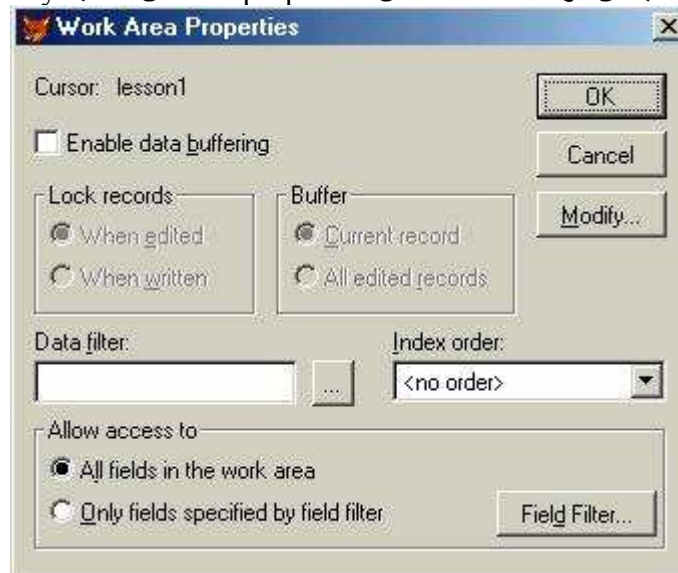 Work Area Properties
Cursor: lesson1
OK
Enable data buffering
Cancel
Lock records
Buffer
Modify...
When edited
Current record
When written
All edited records
Data filter:
Index order:
...
<no order>
Allow access to
All fields in the work area
Only fields specified by field filter
Field Filter...